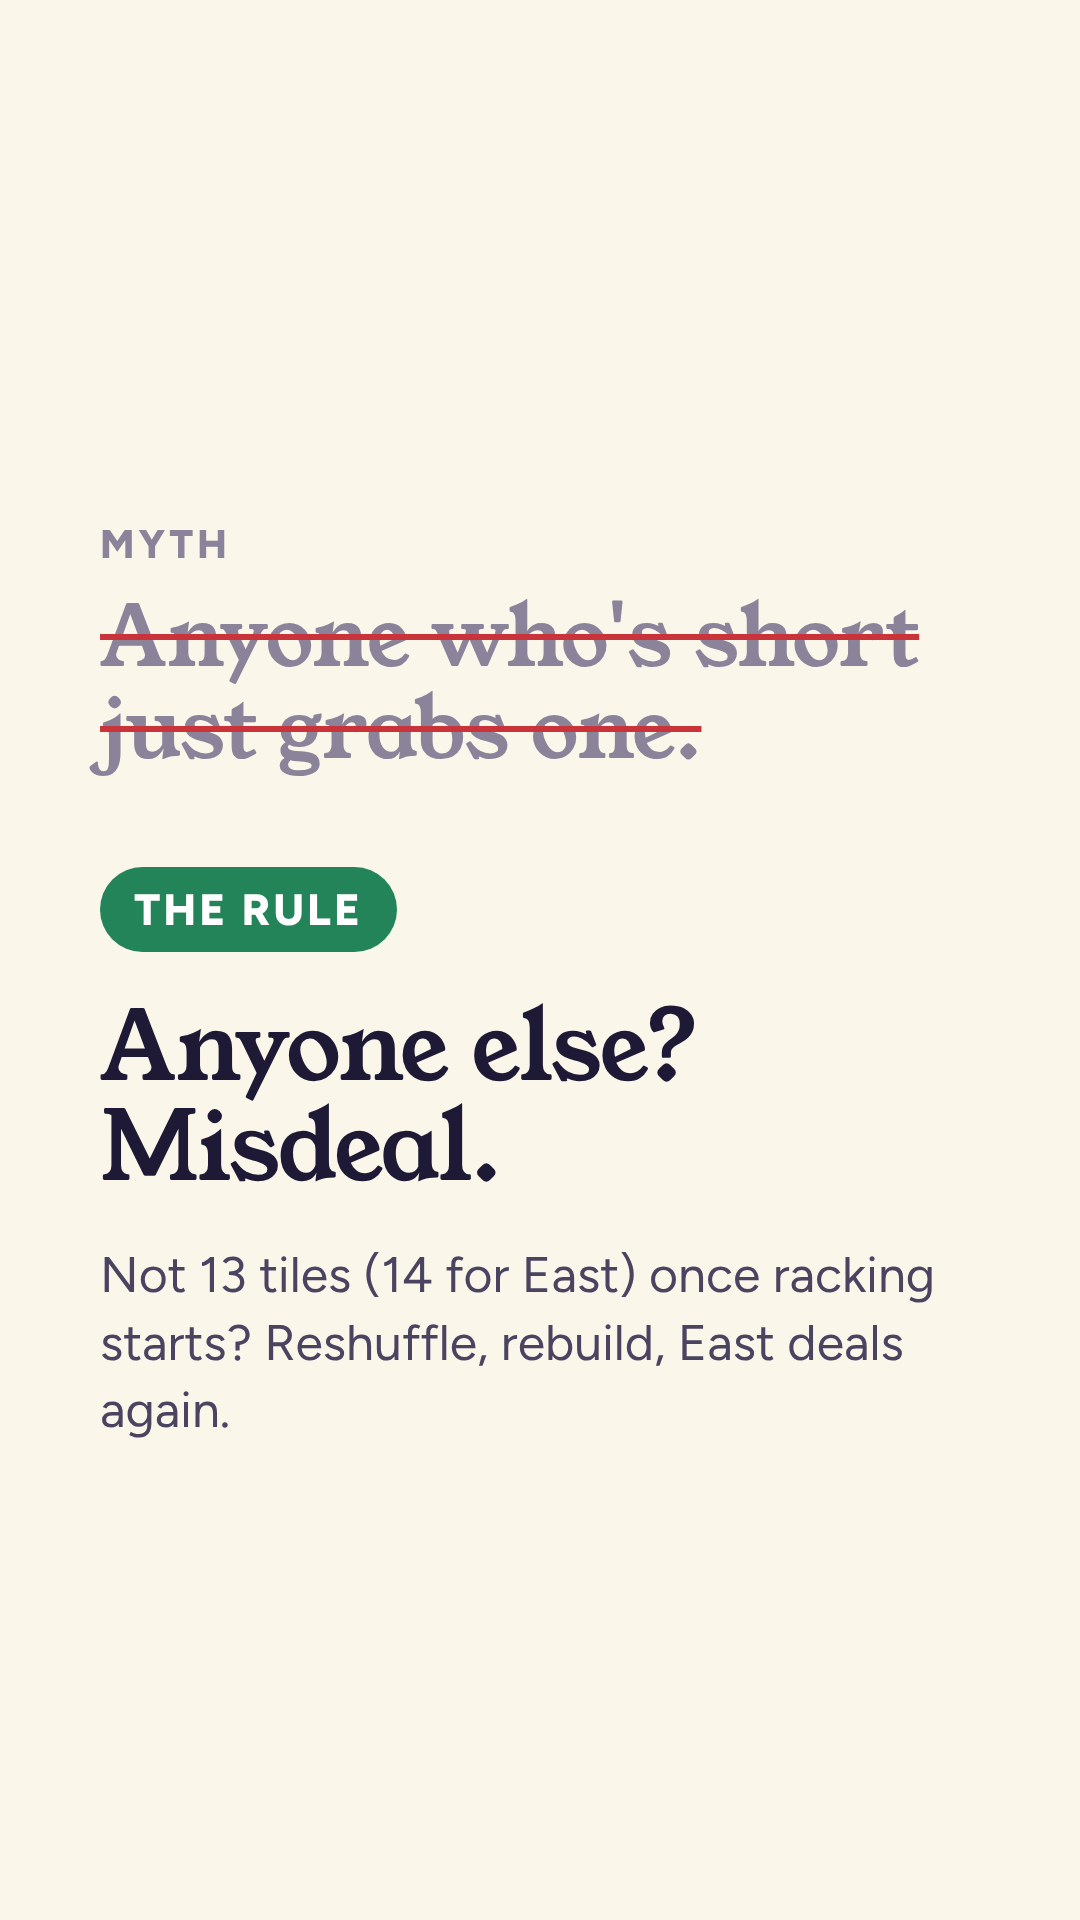 MYTH
Anyone who's short
just grabs one.
THE RULE
Anyone else?
Misdeal.
Not 13 tiles (14 for East) once racking
starts? Reshuffle, rebuild, East deals
again.